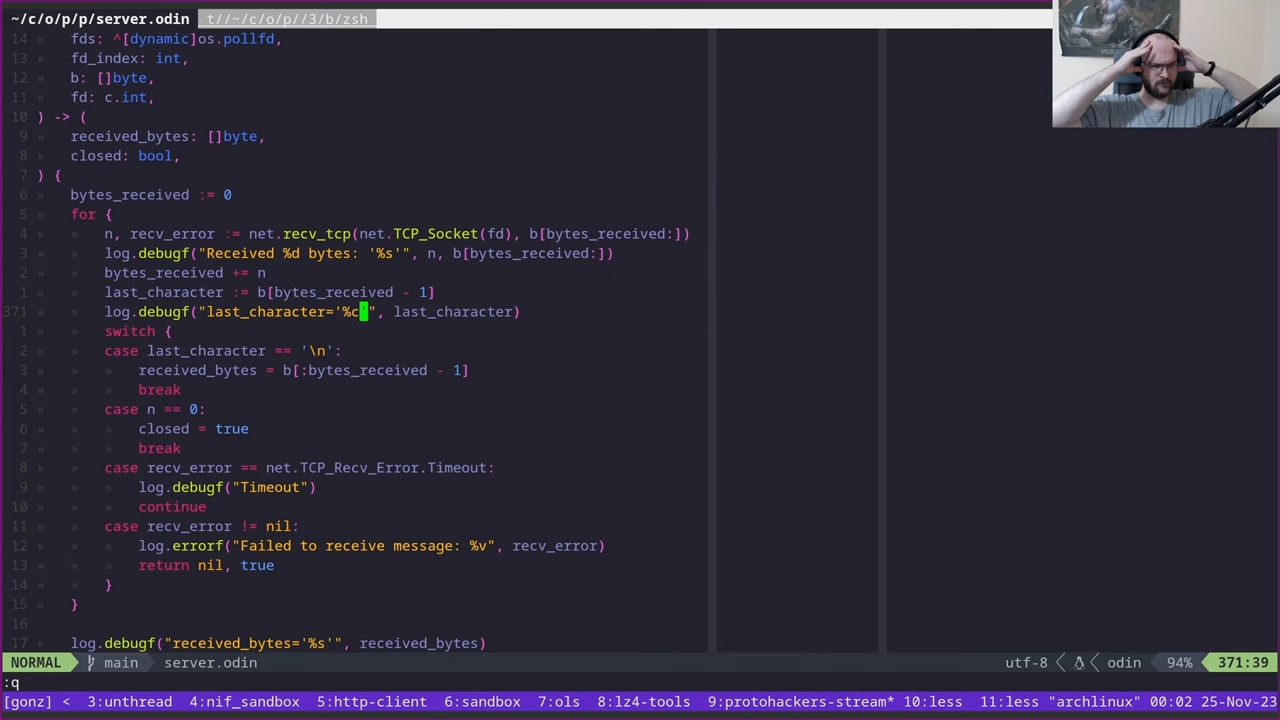 ~/c/o/p/p/server.odin t//~/c/o/p//3/b/zsh
14 » fds: ^[dynamic]os.pollfd,
13 » fd_index: int,
12 » b: []byte,
11 » fd: c.int,
10 ) -> (
9 » received_bytes: []byte,
8 » closed: bool,
7 ) {
6 » bytes_received := 0
5 » for {
4 » » n, recv_error := net.recv_tcp(net.TCP_Socket(fd), b[bytes_received:])
3 » » log.debugf("Received %d bytes: '%s'", n, b[bytes_received:])
2 » » bytes_received += n
1 » » last_character := b[bytes_received - 1]
371 » » log.debugf("last_character='%c'", last_character)
1 » » switch {
2 » » case last_character == '\n':
3 » » » received_bytes = b[:bytes_received - 1]
4 » » » break
5 » » case n == 0:
6 » » » closed = true
7 » » » break
8 » » case recv_error == net.TCP_Recv_Error.Timeout:
9 » » » log.debugf("Timeout")
10 » » » continue
11 » » case recv_error != nil:
12 » » » log.errorf("Failed to receive message: %v", recv_error)
13 » » » return nil, true
14 » » }
15 » }
16
17 » log.debugf("received_bytes='%s'", received_bytes)
NORMAL main server.odin utf-8 odin 94% 371:39
:q
[gonz] < 3:unthread 4:nif_sandbox 5:http-client 6:sandbox 7:ols 8:lz4-tools 9:protohackers-stream* 10:less 11:less "archlinux" 00:02 25-Nov-23